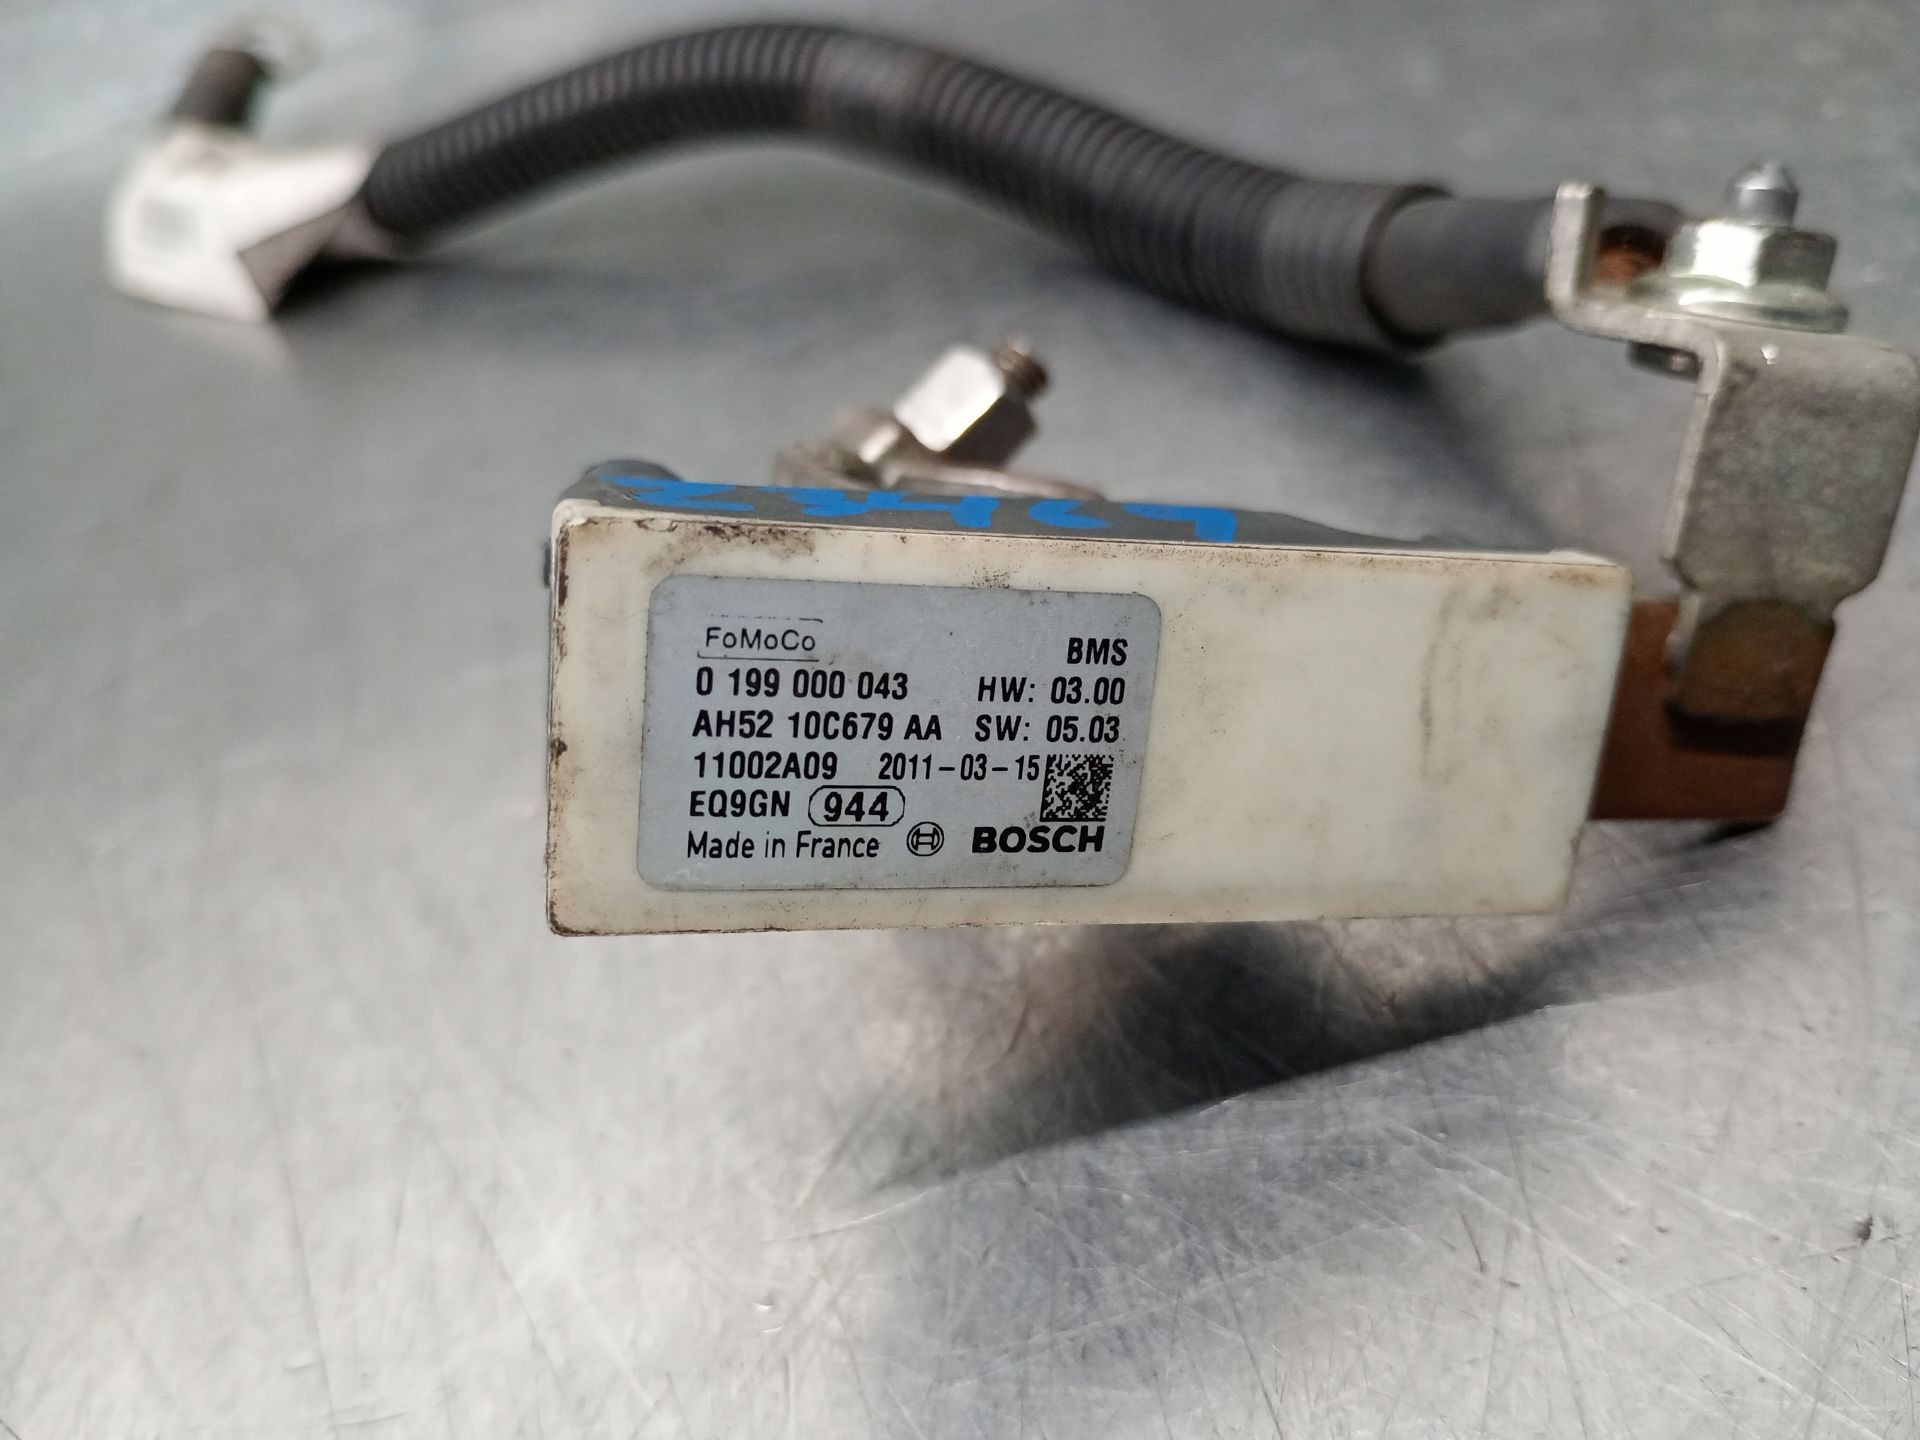 FoMoCo BMS
0 199 000 043 HW: 03.00
AH52 10C679 AA SW: 05.03
11002A09 2011-03-15
EQ9GN 944
Made in France BOSCH